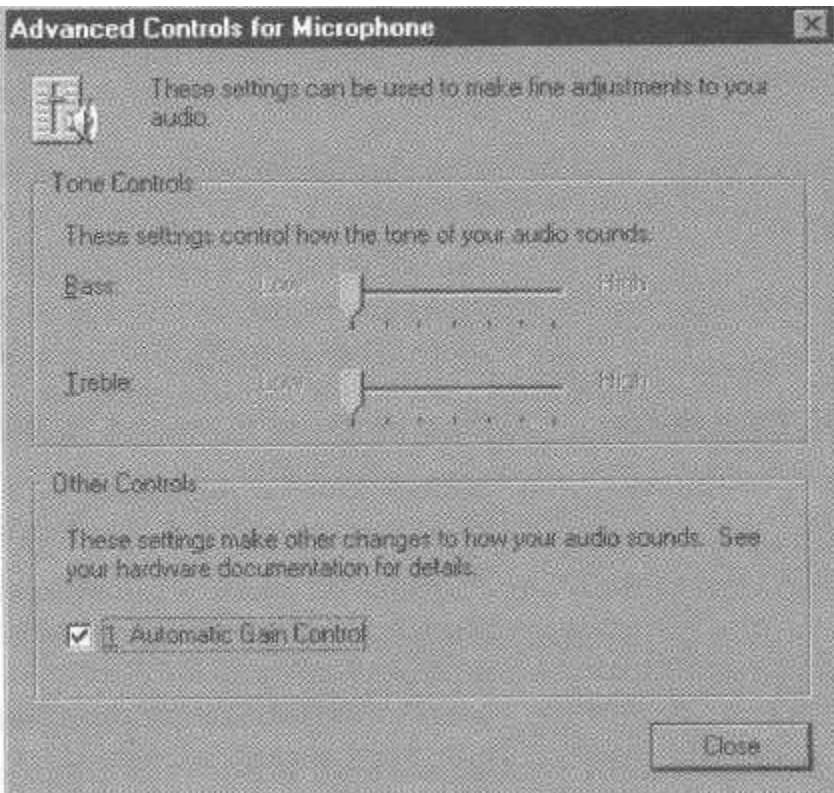 Advanced Controls for Microphone
These settings can be used to make fine adjustments to your
audio.
Tone Controls
These settings control how the tone of your audio sounds.
Bass: Low High
Treble: Low High
Other Controls
These settings make other changes to how your audio sounds. See
your hardware documentation for details.
1 Automatic Gain Control
Close